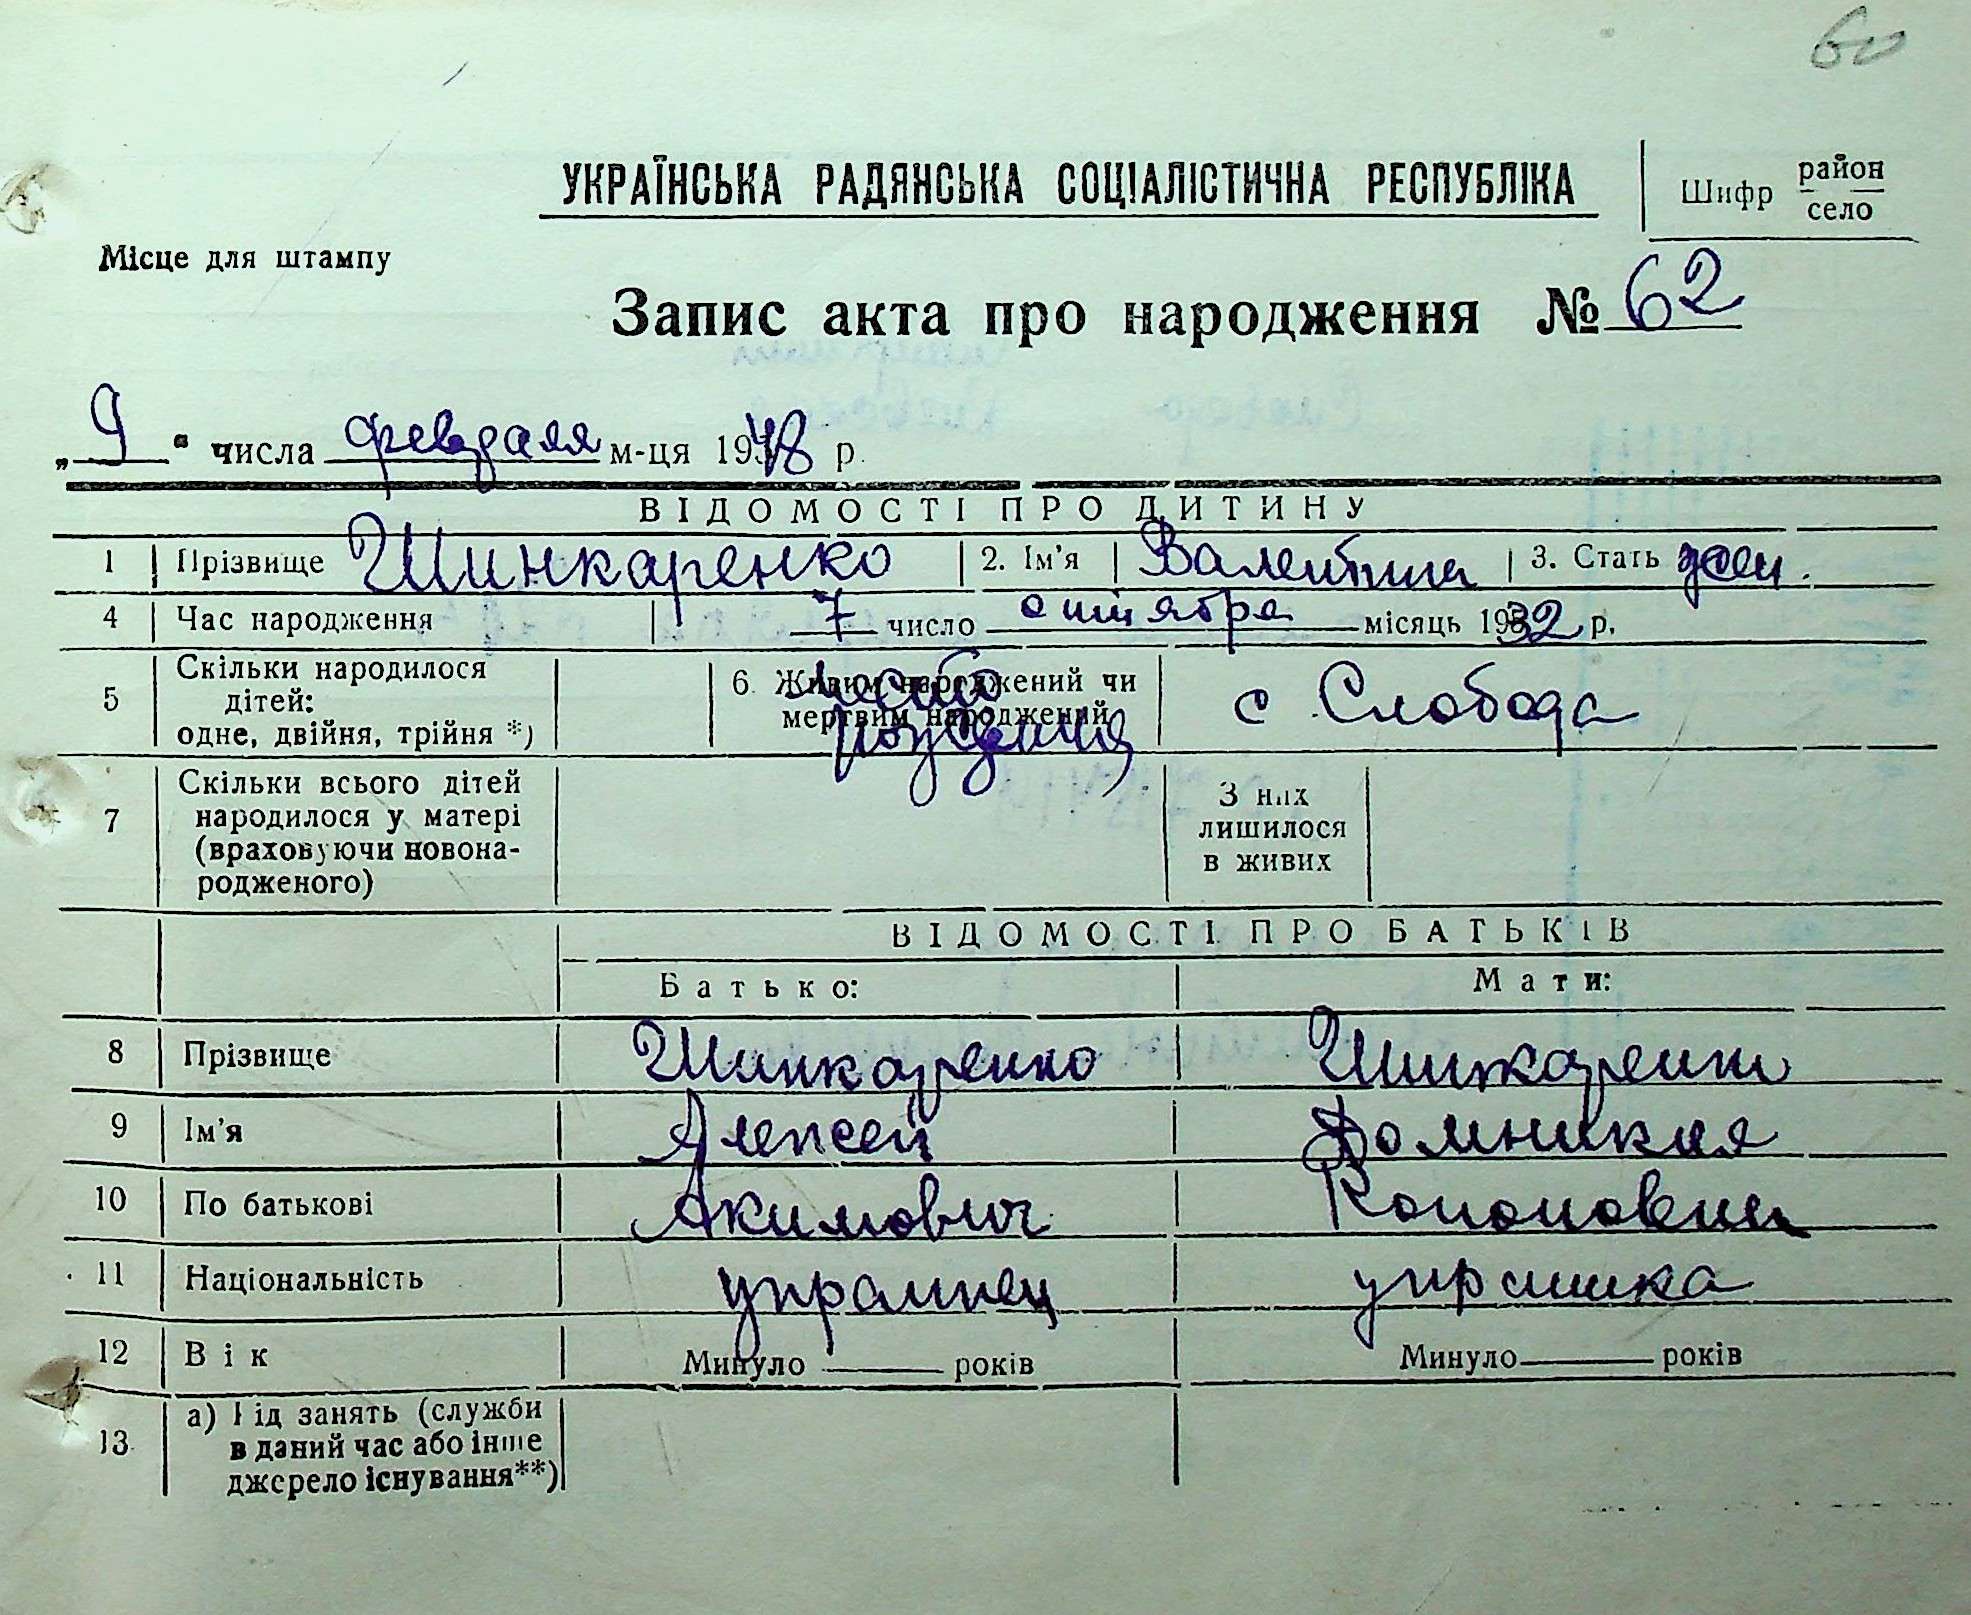 60
УКРАЇНСЬКА РАДЯНСЬКА СОЦІАЛІСТИЧНА РЕСПУБЛІКА
Шифр район село
Місце для штампу
Запис акта про народження № 62
„ 9 " числа февраля м-ця 1948 р.
ВІДОМОСТІ ПРО ДИТИНУ
1 Прізвище Шинкаренко 2. Ім'я Валентина 3. Стать жен.
4 Час народження 7 число октября місяць 1932 р.
5 Скільки народилося дітей: одне, двійня, трійня *)
6. Живим народжений чи мертвим народжений
место рождения
с Слобода
7 Скільки всього дітей народилося у матері (враховуючи новонародженого)
З них лишилося в живих
ВІДОМОСТІ ПРО БАТЬКІВ
Батько: Мати:
8 Прізвище Шинкаренко Шинкаренко
9 Ім'я Алексей Домникия
10 По батькові Акимович Кононовна
11 Національність украинец украинка
12 Вік Минуло років Минуло років
13 а) Від занять (служби
в даний час або інше
джерело існування**)